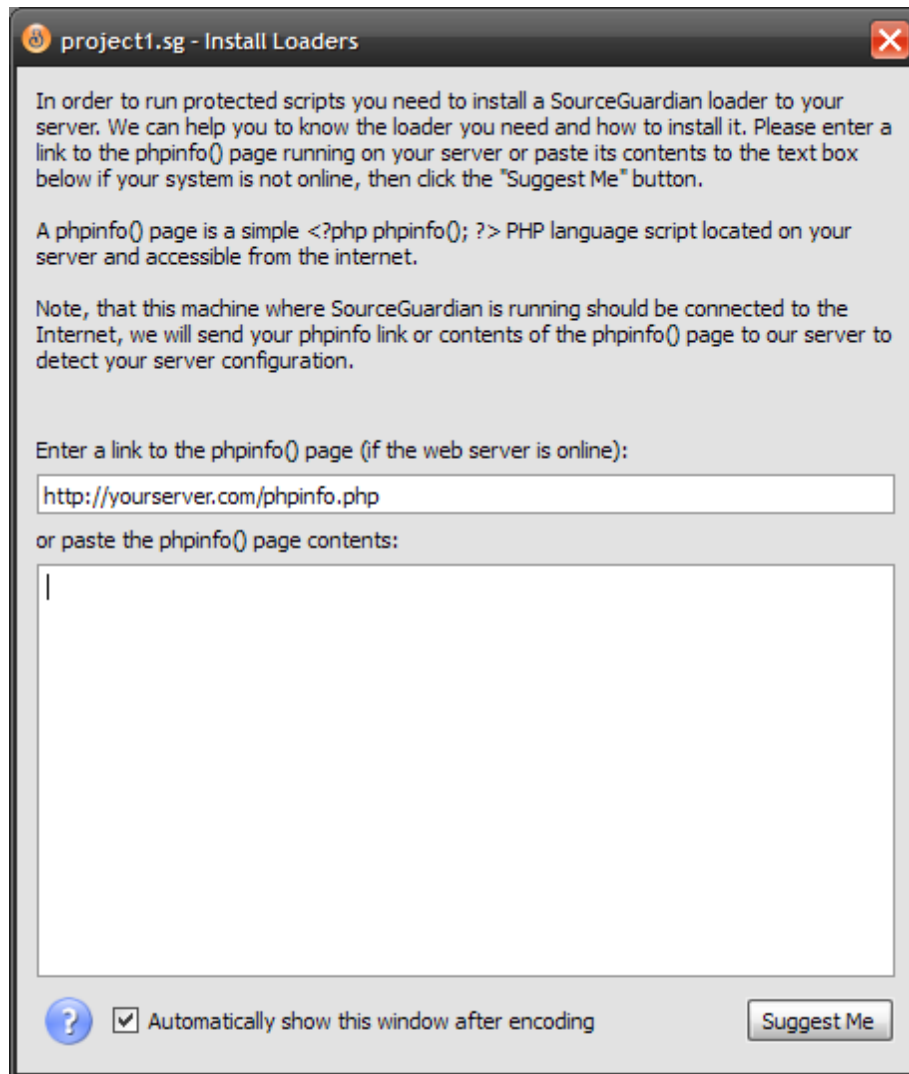 project1.sg - Install Loaders
In order to run protected scripts you need to install a SourceGuardian loader to your
server. We can help you to know the loader you need and how to install it. Please enter a
link to the phpinfo() page running on your server or paste its contents to the text box
below if your system is not online, then click the "Suggest Me" button.
A phpinfo() page is a simple <?php phpinfo(); ?> PHP language script located on your
server and accessible from the internet.
Note, that this machine where SourceGuardian is running should be connected to the
Internet, we will send your phpinfo link or contents of the phpinfo() page to our server to
detect your server configuration.
Enter a link to the phpinfo() page (if the web server is online):
http://yourserver.com/phpinfo.php
or paste the phpinfo() page contents:
?
Automatically show this window after encoding
Suggest Me